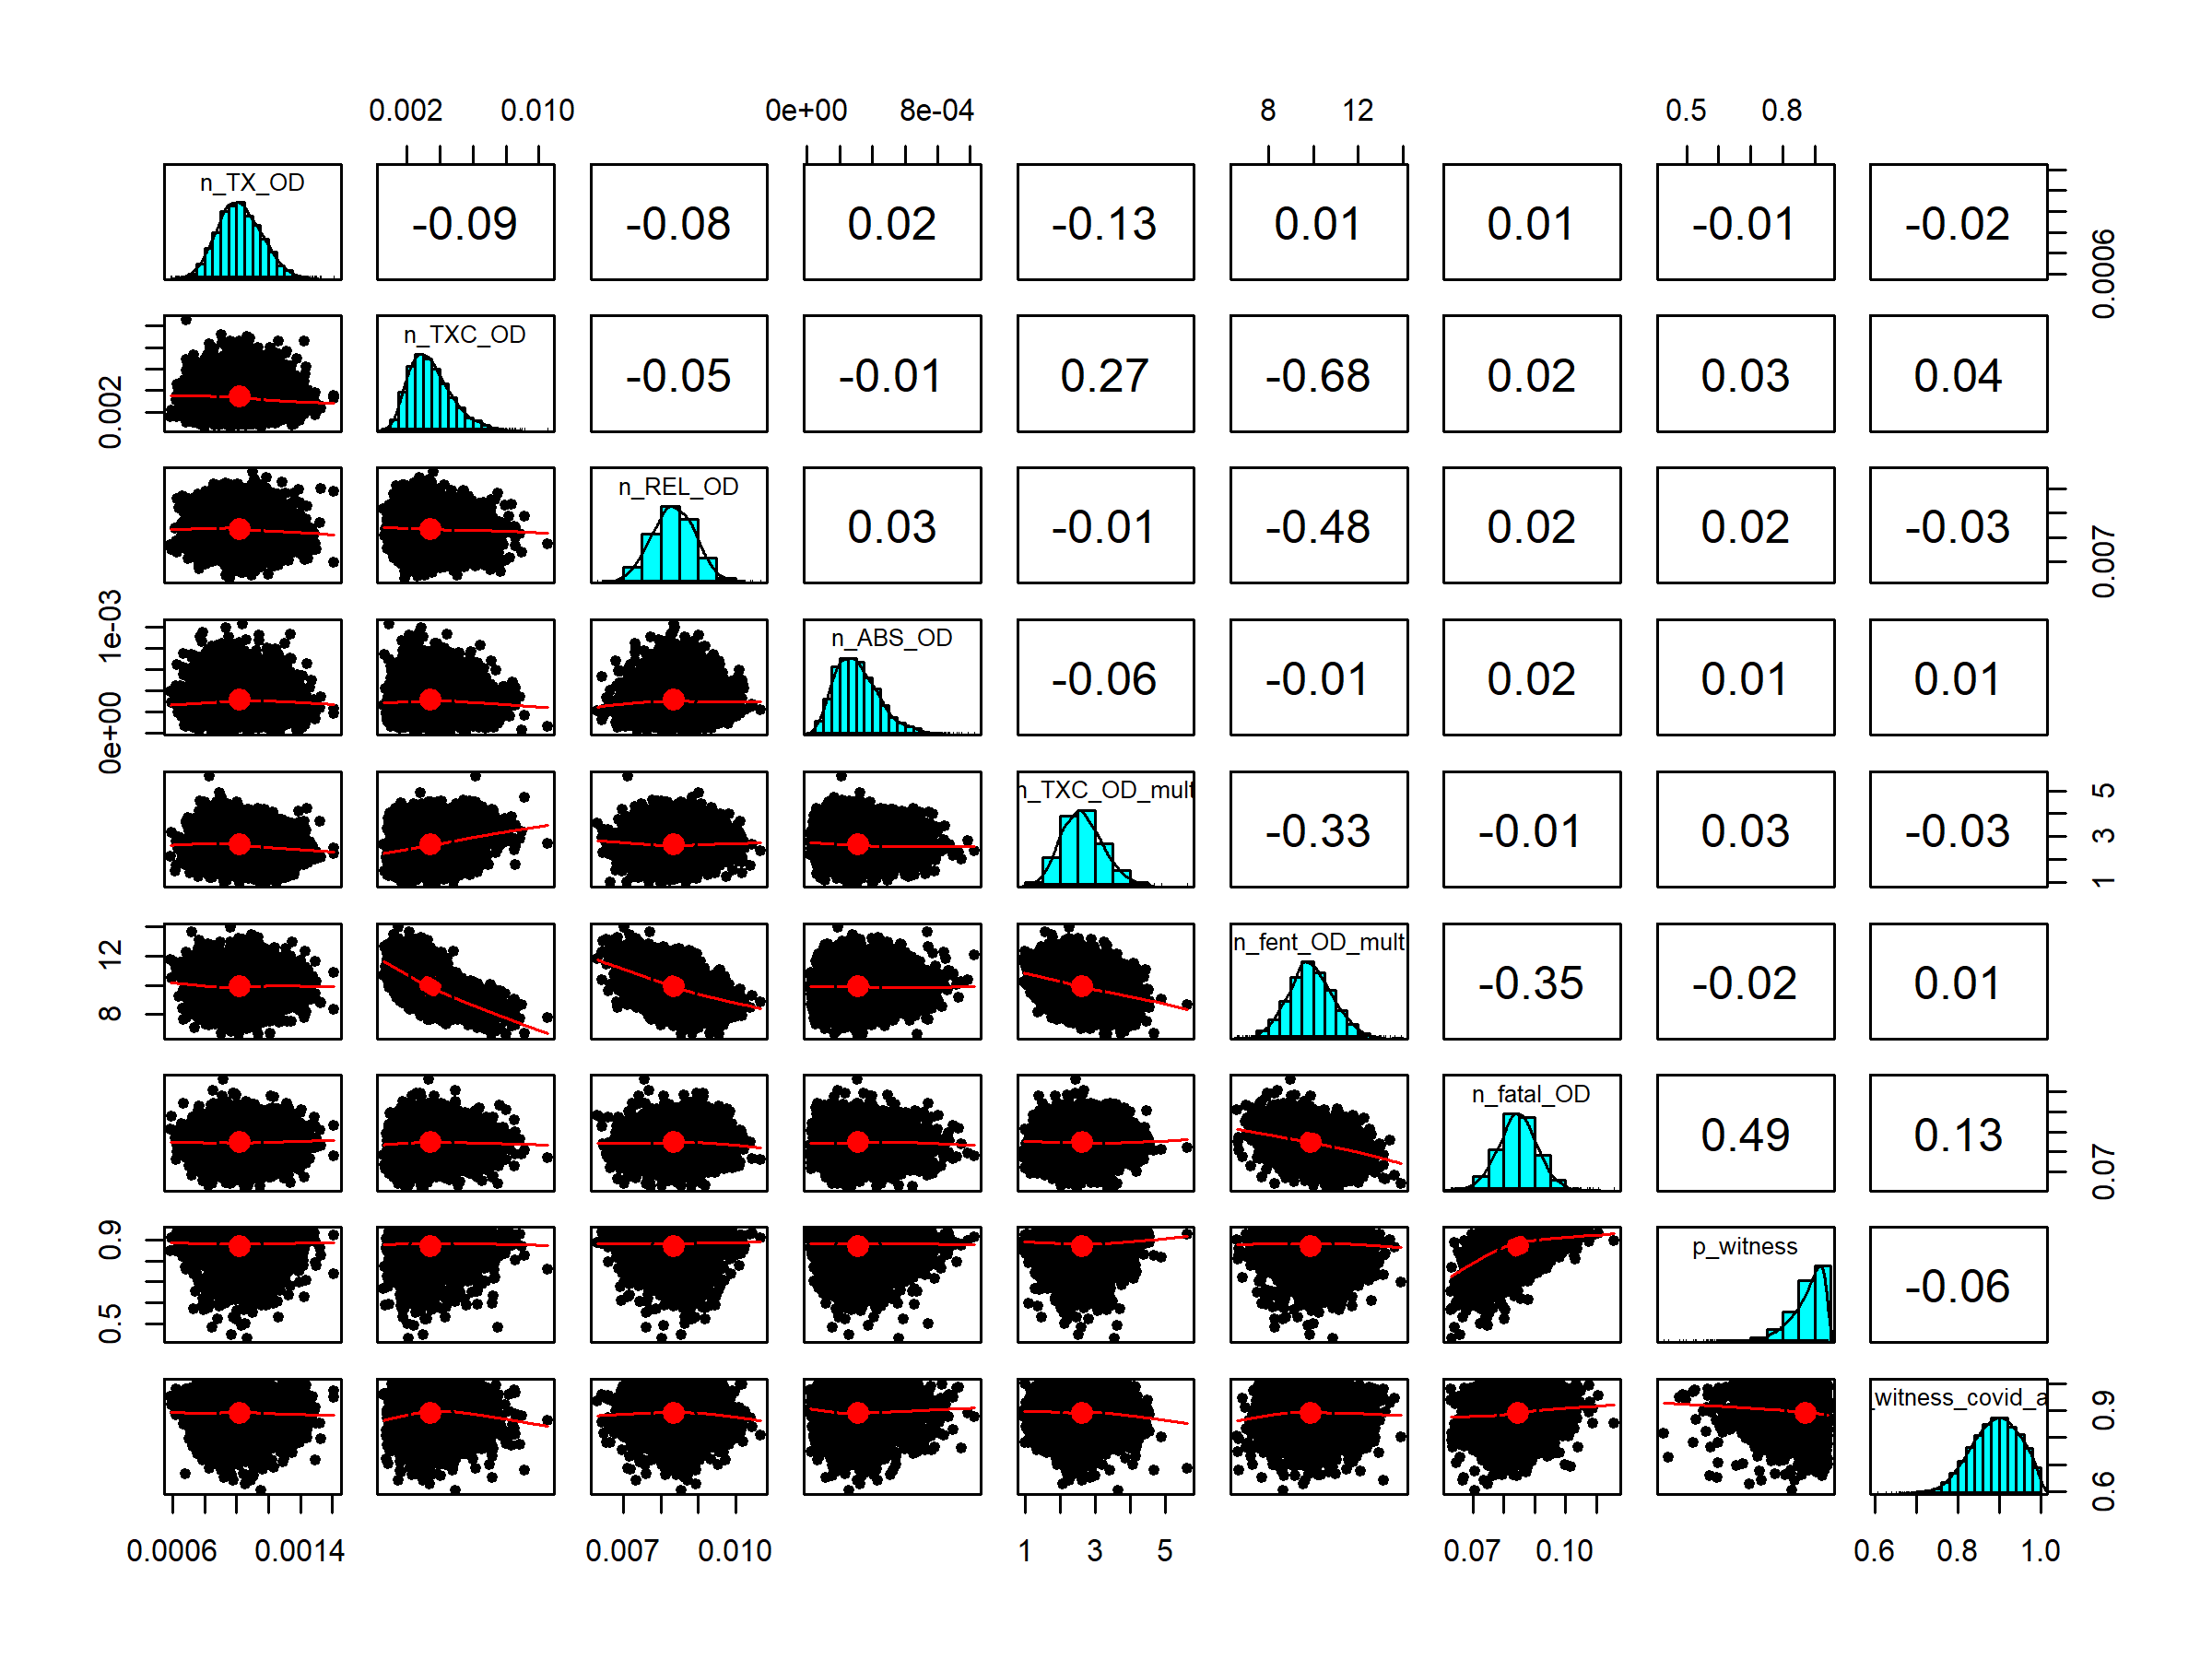 0.002 0.010 0e+00 8e-04 8 12 0.5 0.8
n_TX_OD -0.09 -0.08 0.02 -0.13 0.01 0.01 -0.01 -0.02 0.0006
0.002 n_TXC_OD -0.05 -0.01 0.27 -0.68 0.02 0.03 0.04
n_REL_OD 0.03 -0.01 -0.48 0.02 0.02 -0.03 0.007
0e+00 1e-03 n_ABS_OD -0.06 -0.01 0.02 0.01 0.01
n_TXC_OD_mult -0.33 -0.01 0.03 -0.03 1 3 5
8 12 n_fent_OD_mult -0.35 -0.02 0.01
n_fatal_OD 0.49 0.13 0.07
0.5 0.9 p_witness -0.06
_witness_covid_a 0.6 0.9
0.0006 0.0014 0.007 0.010 1 3 5 0.07 0.10 0.6 0.8 1.0